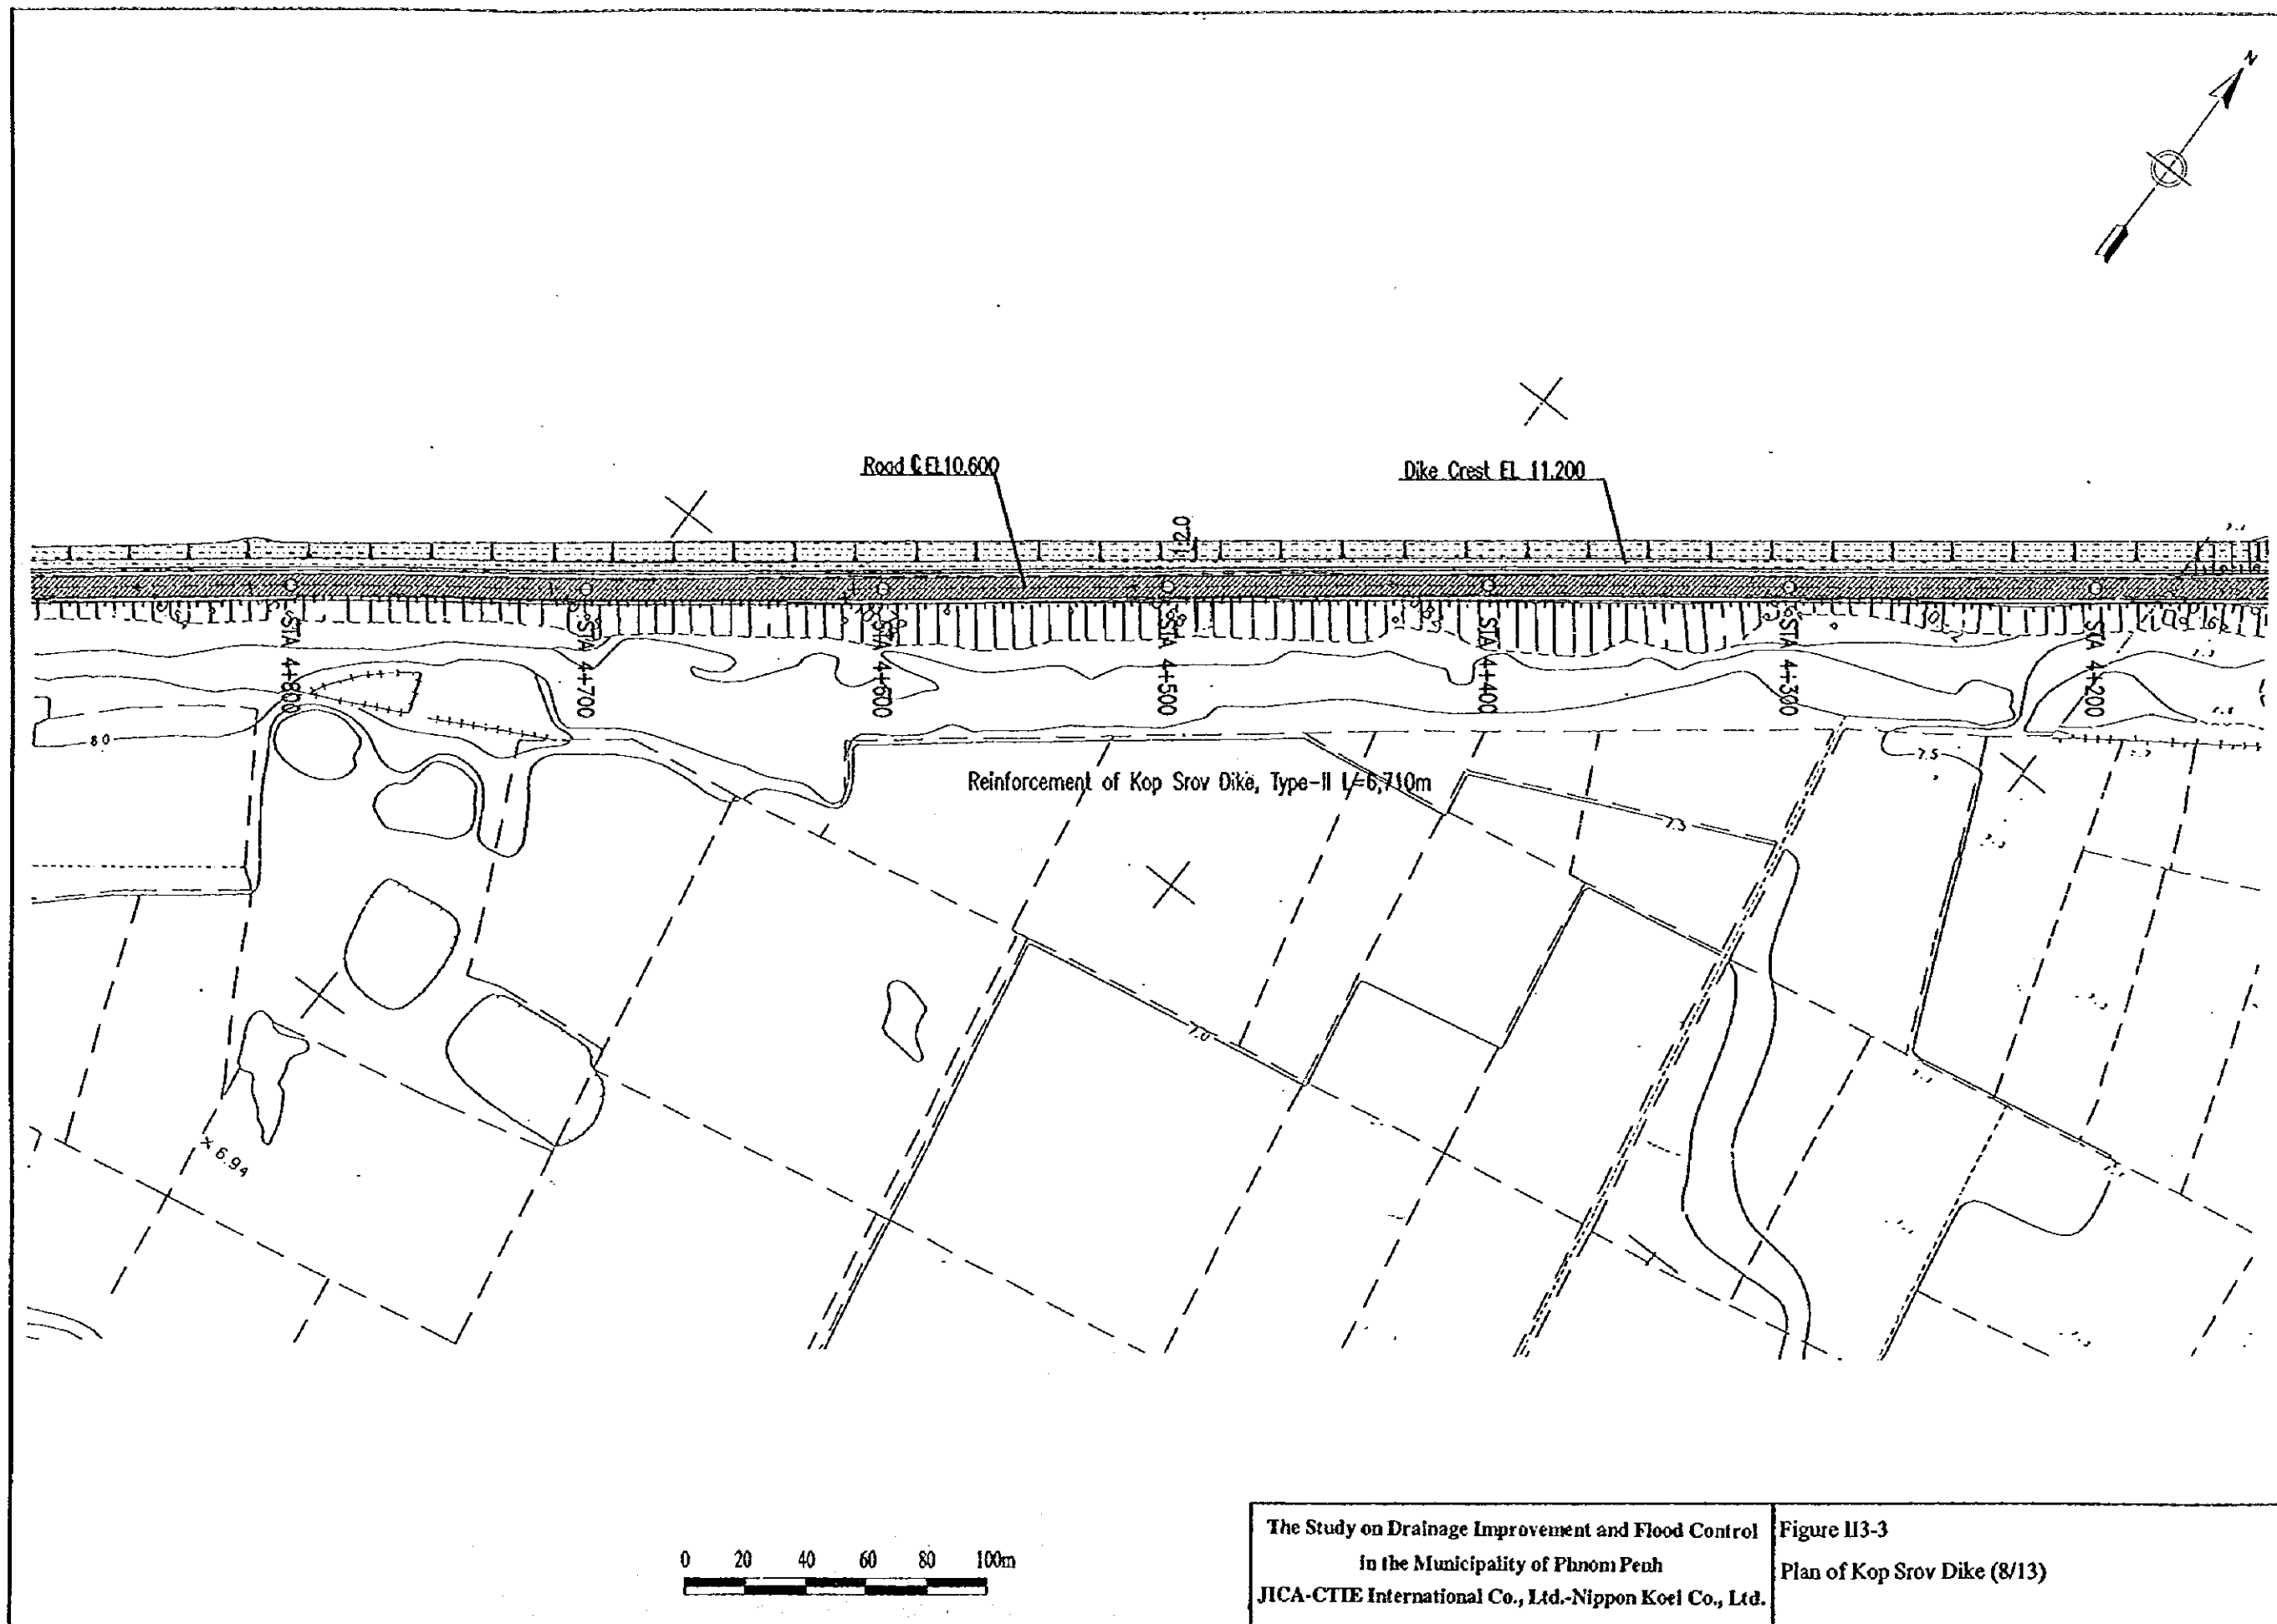 N
Road ℄ EL10.600
Dike Crest EL 11.200
1:2.0
STA 4+800
STA 4+700
STA 4+600
STA 4+500
STA 4+400
STA 4+300
STA 4+200
8.0
7.5
Reinforcement of Kop Srov Dike, Type-II L=6,710m
7.3
7.0
× 6.94
0 20 40 60 80 100m
The Study on Drainage Improvement and Flood Control
in the Municipality of Phnom Penh
JICA-CTIE International Co., Ltd.-Nippon Koei Co., Ltd.
Figure II3-3
Plan of Kop Srov Dike (8/13)